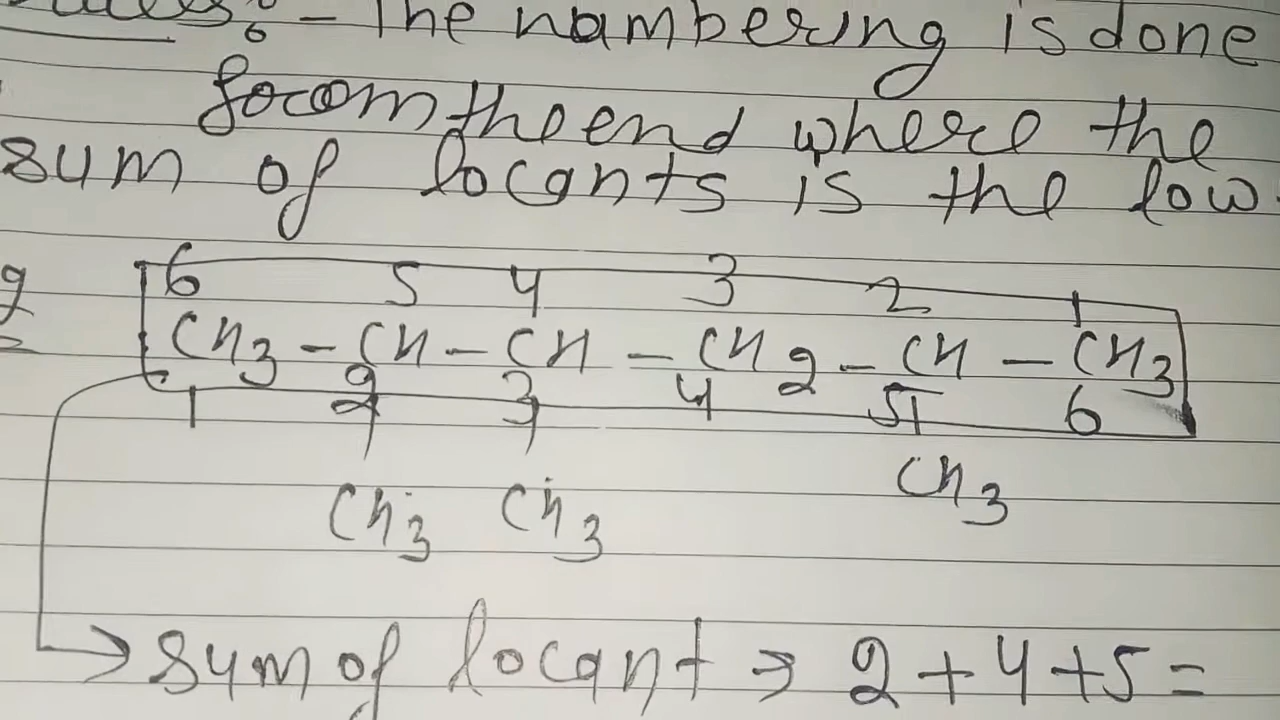 Rules: - The numbering is done
from the end where the
sum of locants is the low
g
6 5 4 3 2 1
CH3 - CH - CH - CH2 - CH - CH3
1 2 3 4 5 6
CH3 CH3 CH3
sum of locant → 2+4+5=